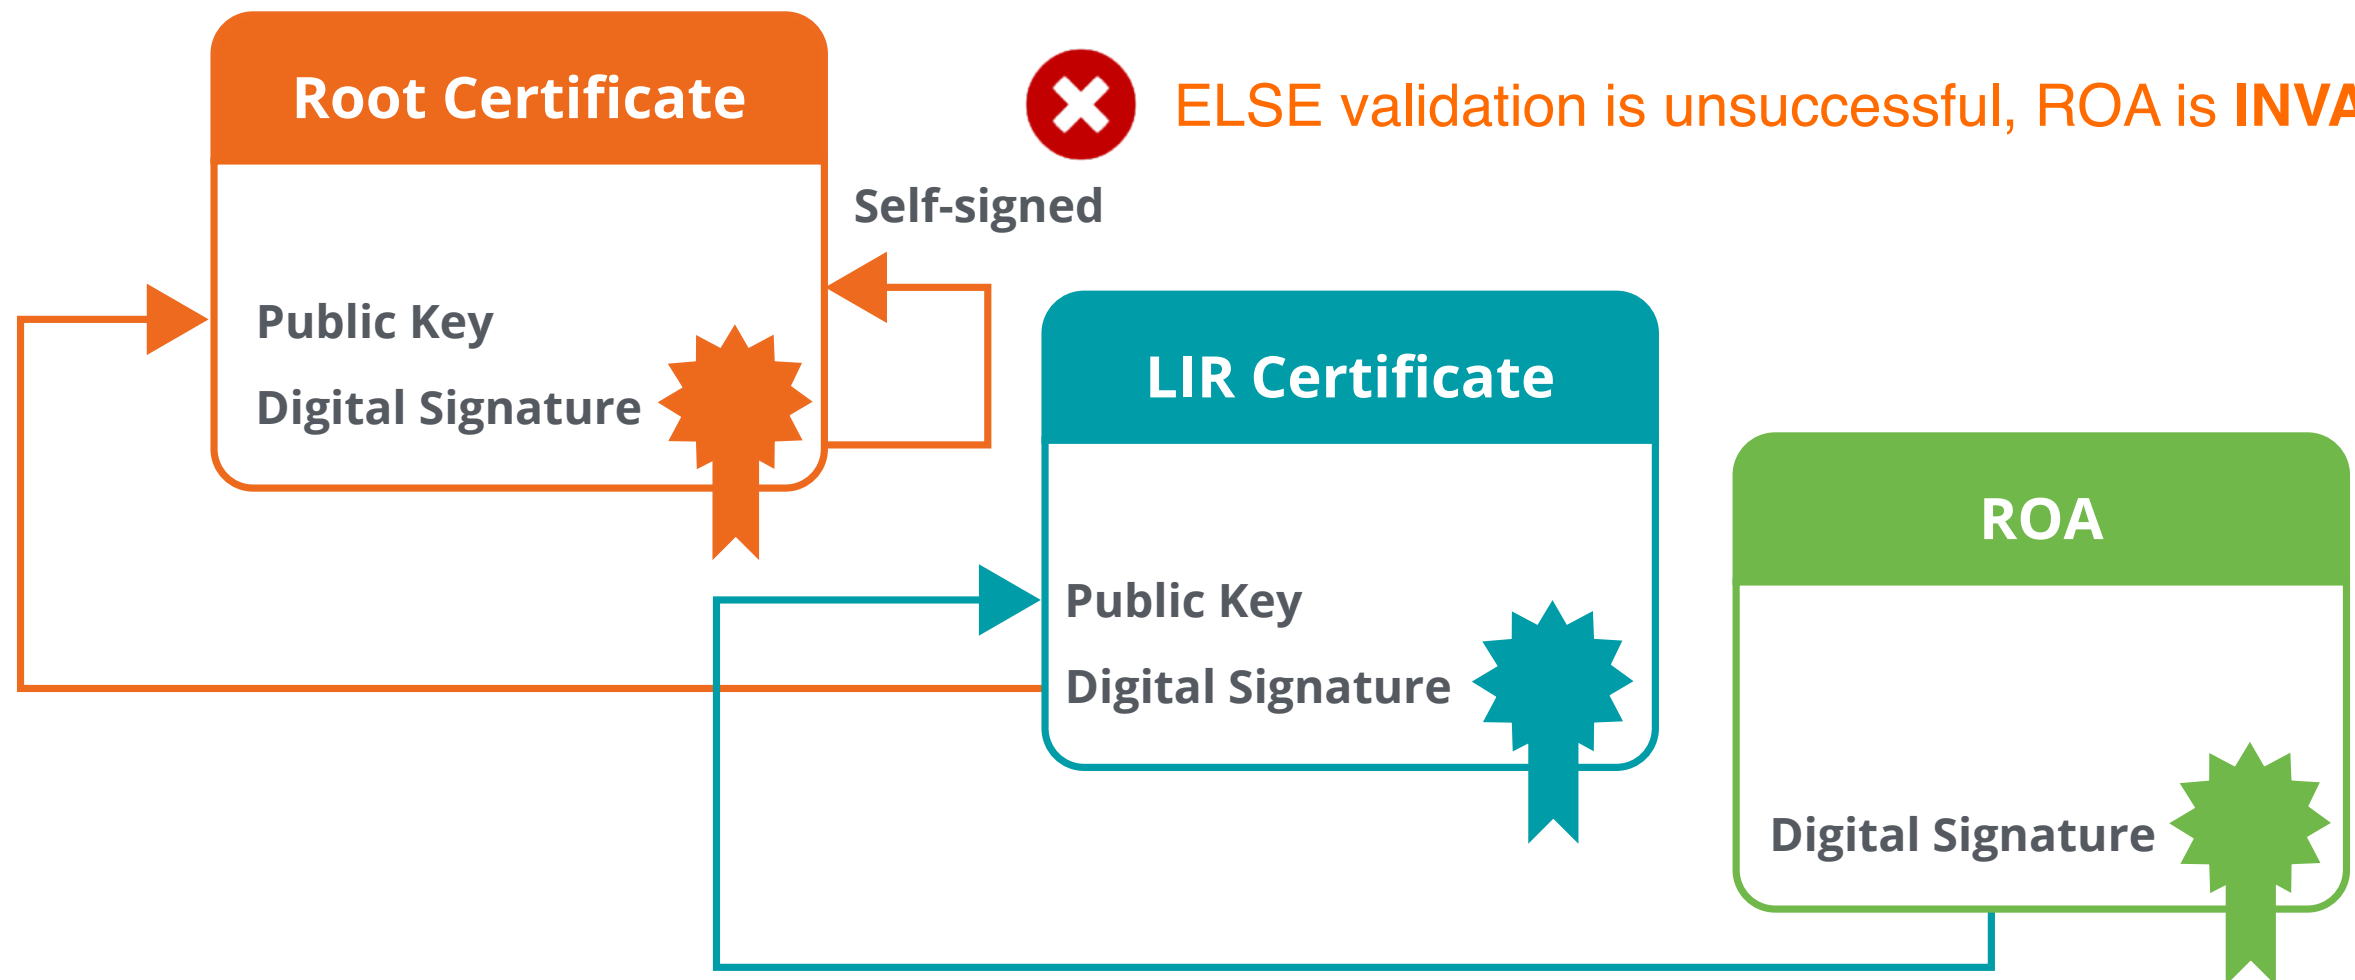 Root Certificate
ELSE validation is unsuccessful, ROA is INVA
Self-signed
Public Key
Digital Signature
LIR Certificate
Public Key
Digital Signature
ROA
Digital Signature